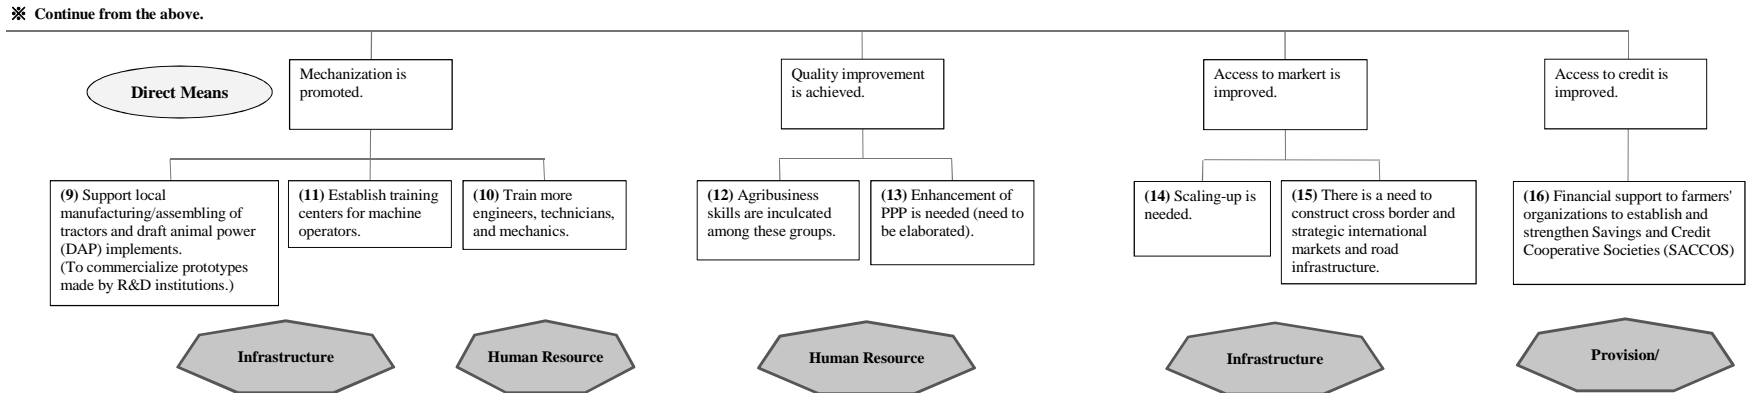 ※ Continue from the above.
Direct Means
Mechanization is
promoted.
Quality improvement
is achieved.
Access to markert is
improved.
Access to credit is
improved.
(9) Support local
manufacturing/assembling of
tractors and draft animal power
(DAP) implements.
(To commercialize prototypes
made by R&D institutions.)
(11) Establish training
centers for machine
operators.
(10) Train more
engineers, technicians,
and mechanics.
(12) Agribusiness
skills are inculcated
among these groups.
(13) Enhancement of
PPP is needed (need to
be elaborated).
(14) Scaling-up is
needed.
(15) There is a need to
construct cross border and
strategic international
markets and road
infrastructure.
(16) Financial support to farmers'
organizations to establish and
strengthen Savings and Credit
Cooperative Societies (SACCOS)
Infrastructure
Human Resource
Human Resource
Infrastructure
Provision/